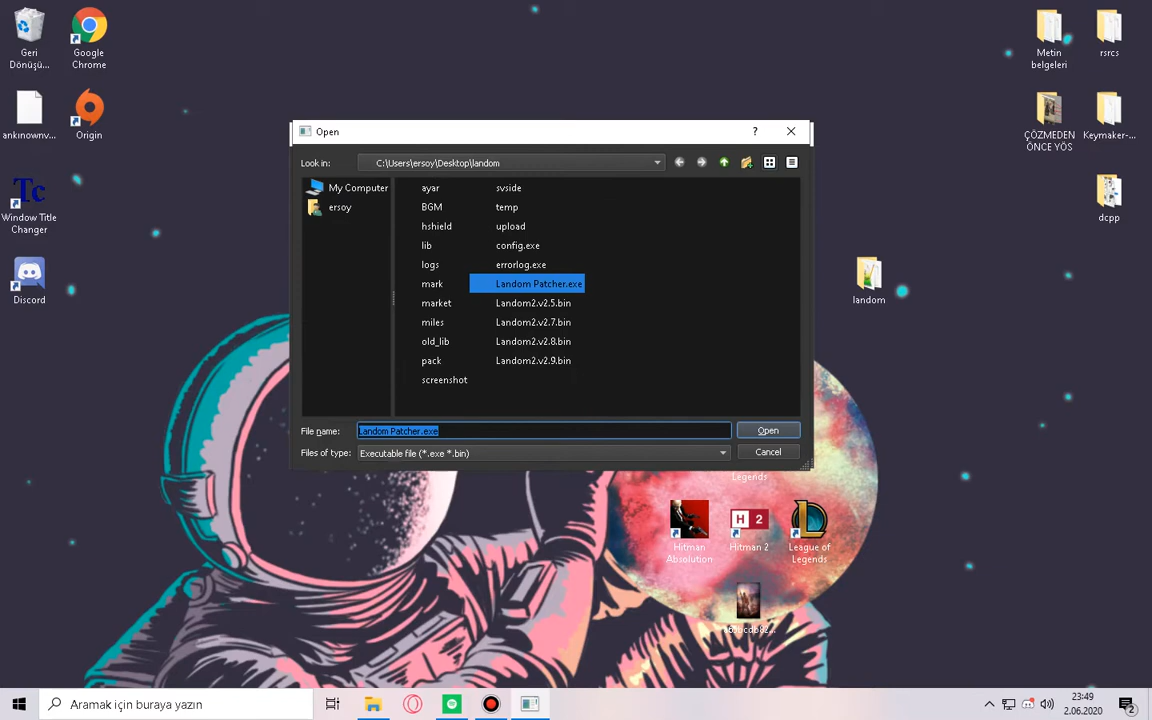 Geri
Dönüşü...
Google
Chrome
ankınownv...
Origin
Tc
Window Title
Changer
Discord
Metin
belgeleri
rsrcs
ÇÖZMEDEN
ÖNCE YÖS
Keymaker-...
dcpp
landom
Open
?
Look in:
C:\Users\ersoy\Desktop\landom
My Computer
ersoy
ayar
BGM
hshield
lib
logs
mark
market
miles
old_lib
pack
screenshot
svside
temp
upload
config.exe
errorlog.exe
Landom Patcher.exe
Landom2.v2.5.bin
Landom2.v2.7.bin
Landom2.v2.8.bin
Landom2.v2.9.bin
File name:
Landom Patcher.exe
Open
Files of type:
Executable file (*.exe *.bin)
Cancel
Legends
Hitman
Absolution
H 2
Hitman 2
League of
Legends
Aramak için buraya yazın
23:49
2.06.2020
2